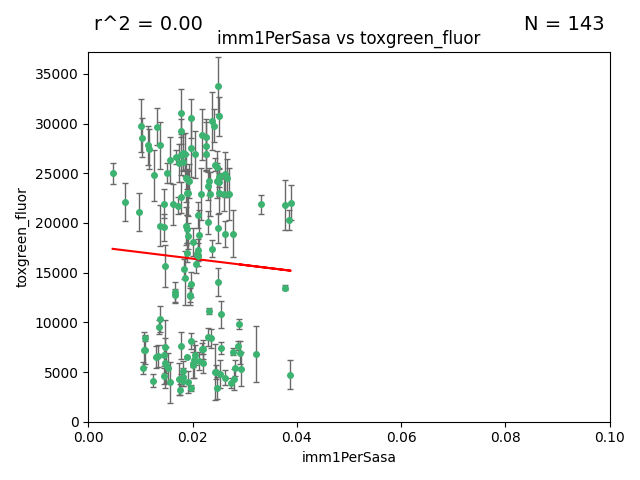 r^2 = 0.00
N = 143
imm1PerSasa vs toxgreen_fluor
35000
30000
25000
20000
15000
10000
5000
0
toxgreen_fluor
0.00
0.02
0.04
0.06
0.08
0.10
imm1PerSasa